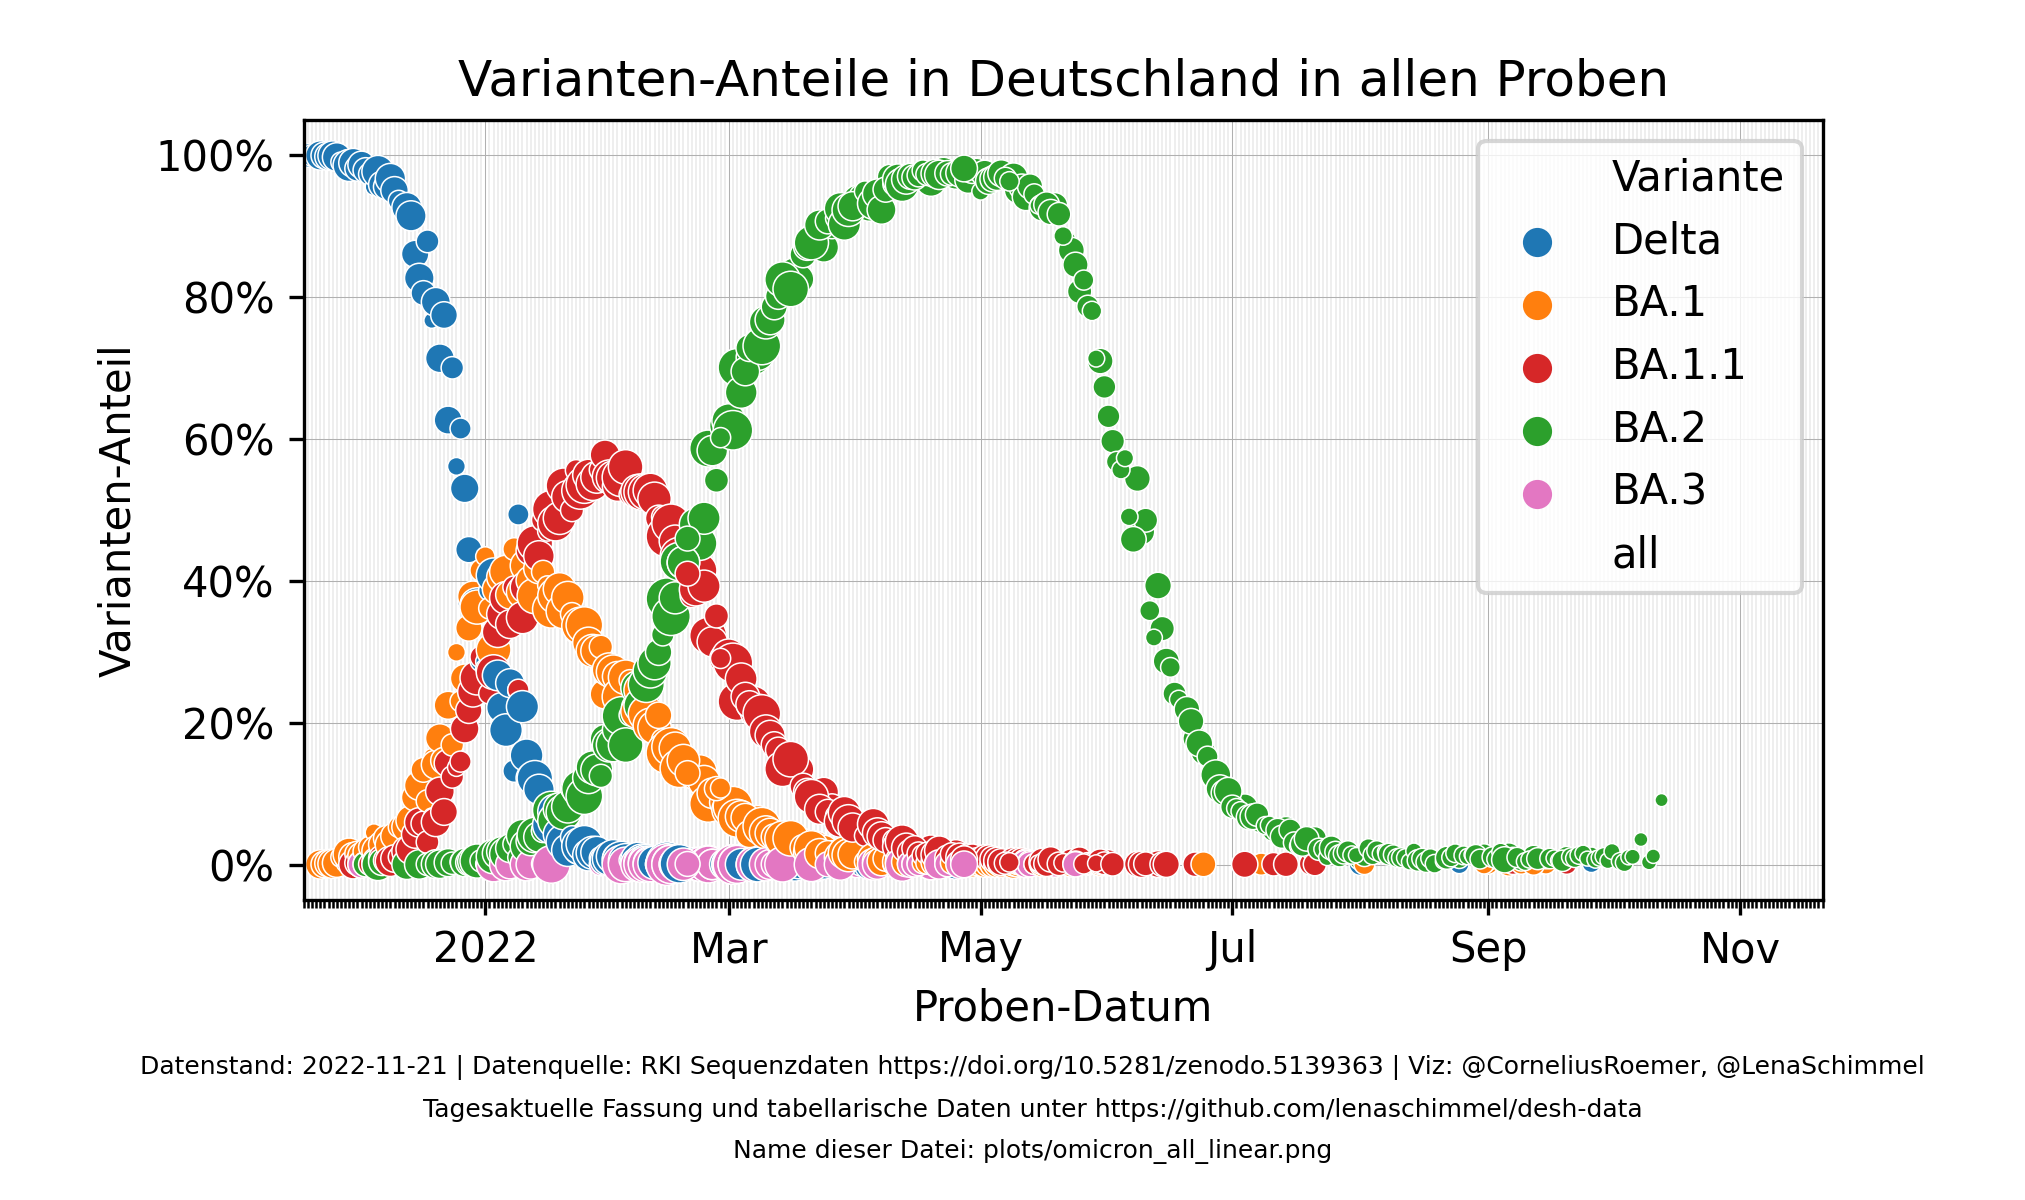 Varianten-Anteile in Deutschland in allen Proben
100%
80%
60%
40%
20%
0%
Varianten-Anteil
Variante
Delta
BA.1
BA.1.1
BA.2
BA.3
all
2022
Mar
May
Jul
Sep
Nov
Proben-Datum
Datenstand: 2022-11-21 | Datenquelle: RKI Sequenzdaten https://doi.org/10.5281/zenodo.5139363 | Viz: @CorneliusRoemer, @LenaSchimmel
Tagesaktuelle Fassung und tabellarische Daten unter https://github.com/lenaschimmel/desh-data
Name dieser Datei: plots/omicron_all_linear.png